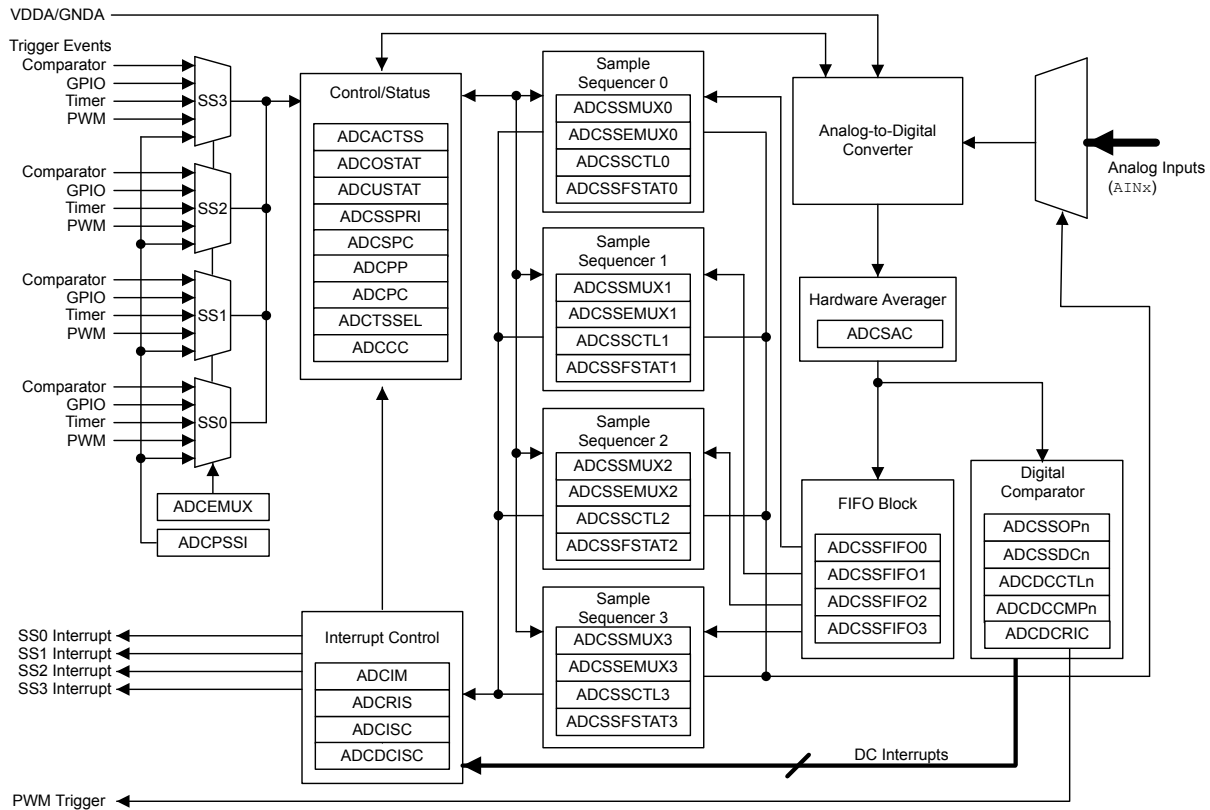 VDDA/GNDA
Trigger Events
Comparator
GPIO
Timer
PWM
SS3
Comparator
GPIO
Timer
PWM
SS2
Comparator
GPIO
Timer
PWM
SS1
Comparator
GPIO
Timer
PWM
SS0
ADCEMUX
ADCPSSI
Control/Status
ADCACTSS
ADCOSTAT
ADCUSTAT
ADCSSPRI
ADCSPC
ADCPP
ADCPC
ADCTSSEL
ADCCC
Sample
Sequencer 0
ADCSSMUX0
ADCSSEMUX0
ADCSSCTL0
ADCSSFSTAT0
Sample
Sequencer 1
ADCSSMUX1
ADCSSEMUX1
ADCSSCTL1
ADCSSFSTAT1
Sample
Sequencer 2
ADCSSMUX2
ADCSSEMUX2
ADCSSCTL2
ADCSSFSTAT2
Sample
Sequencer 3
ADCSSMUX3
ADCSSEMUX3
ADCSSCTL3
ADCSSFSTAT3
Analog-to-Digital
Converter
Analog Inputs
(AINx)
Hardware Averager
ADCSAC
FIFO Block
ADCSSFIFO0
ADCSSFIFO1
ADCSSFIFO2
ADCSSFIFO3
Digital
Comparator
ADCSSOPn
ADCSSDCn
ADCDCCTLn
ADCDCCMPn
ADCDCRIC
Interrupt Control
ADCIM
ADCRIS
ADCISC
ADCDCISC
SS0 Interrupt
SS1 Interrupt
SS2 Interrupt
SS3 Interrupt
DC Interrupts
PWM Trigger